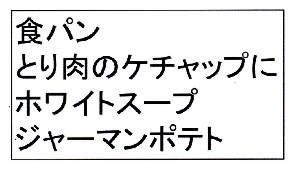 食パン
とり肉のケチャップに
ホワイトスープ
ジャーマンポテト